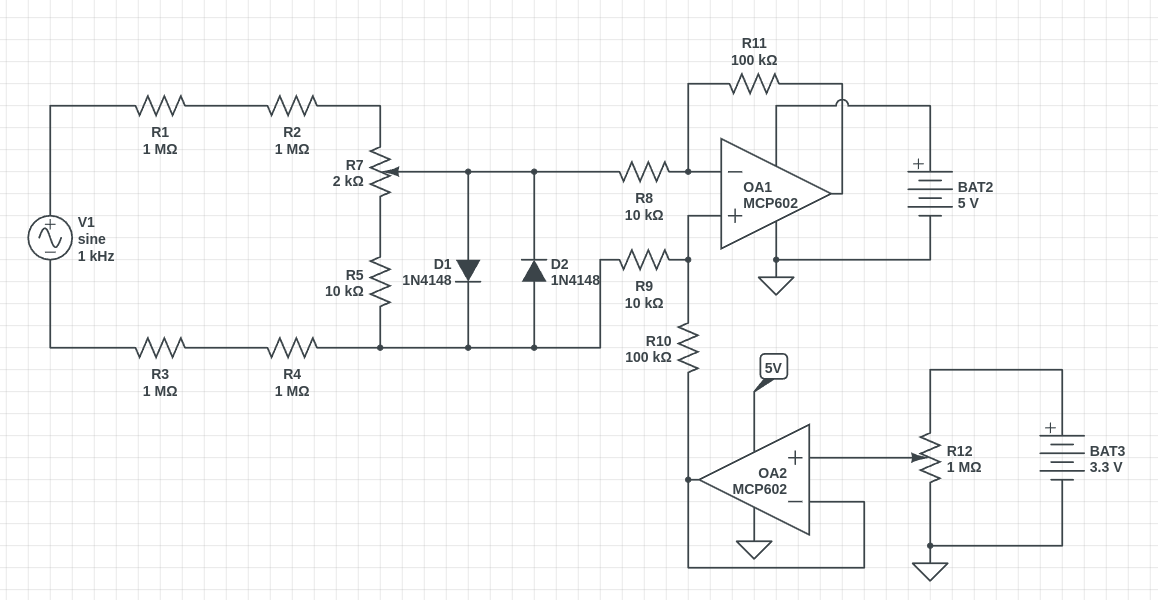 R11
100 kΩ
R1
1 MΩ
R2
1 MΩ
R7
2 kΩ
R8
10 kΩ
OA1
MCP602
BAT2
5 V
V1
sine
1 kHz
R5
10 kΩ
D1
1N4148
D2
1N4148
R9
10 kΩ
R3
1 MΩ
R4
1 MΩ
R10
100 kΩ
5V
OA2
MCP602
R12
1 MΩ
BAT3
3.3 V